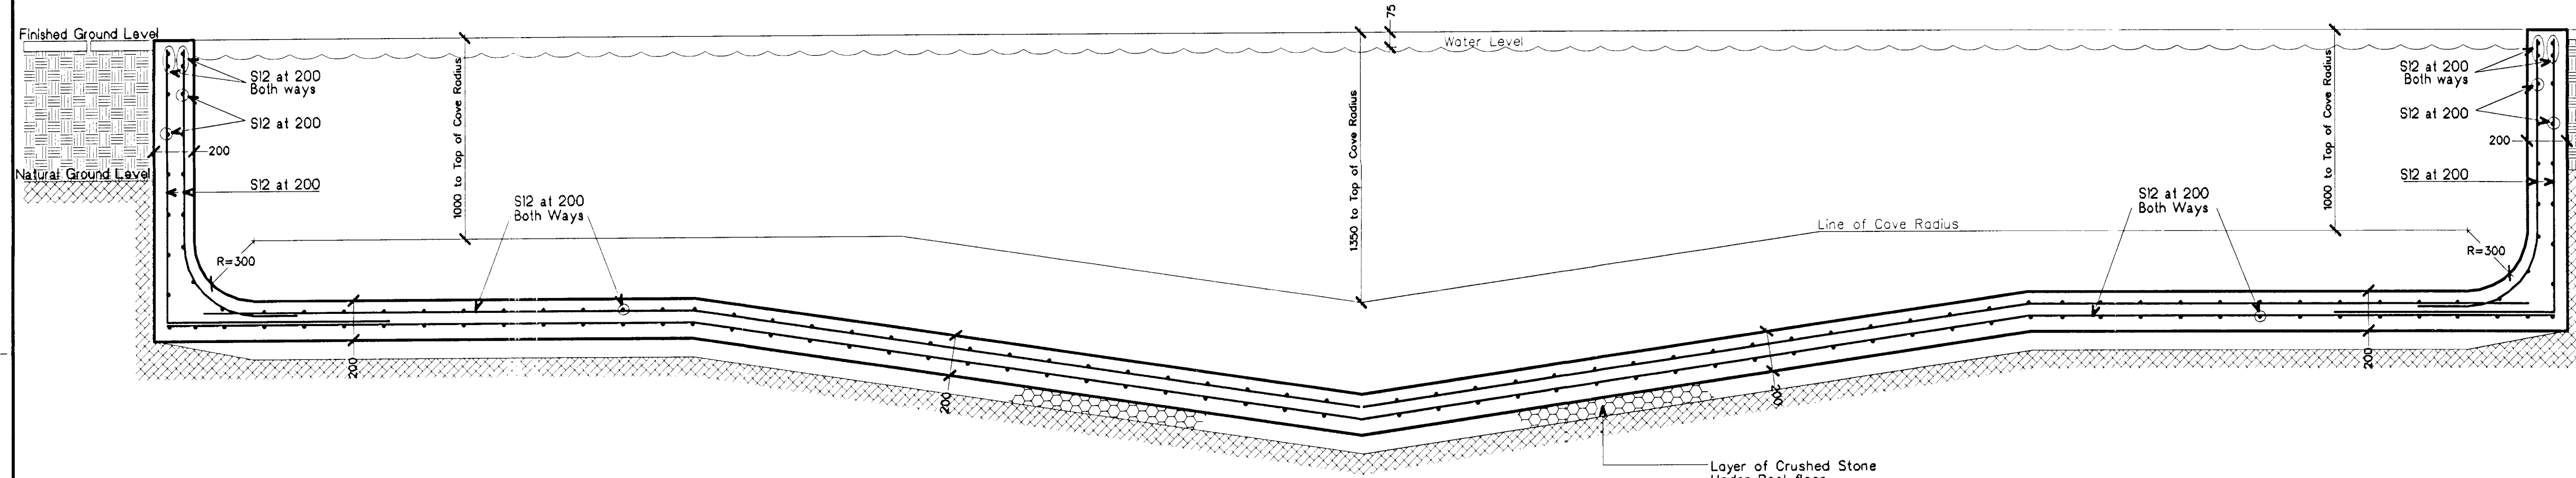 75
Finished Ground Level
Water Level
S12 at 200
Both ways
S12 at 200
Both ways
S12 at 200
S12 at 200
1000 to Top of Cove Radius
1350 to Top of Cove Radius
1000 to Top of Cove Radius
200
200
Natural Ground Level
S12 at 200
S12 at 200
S12 at 200
Both Ways
S12 at 200
Both Ways
Line of Cove Radius
R=300
R=300
200
200
200
200
Layer of Crushed Stone
Under Pool floor